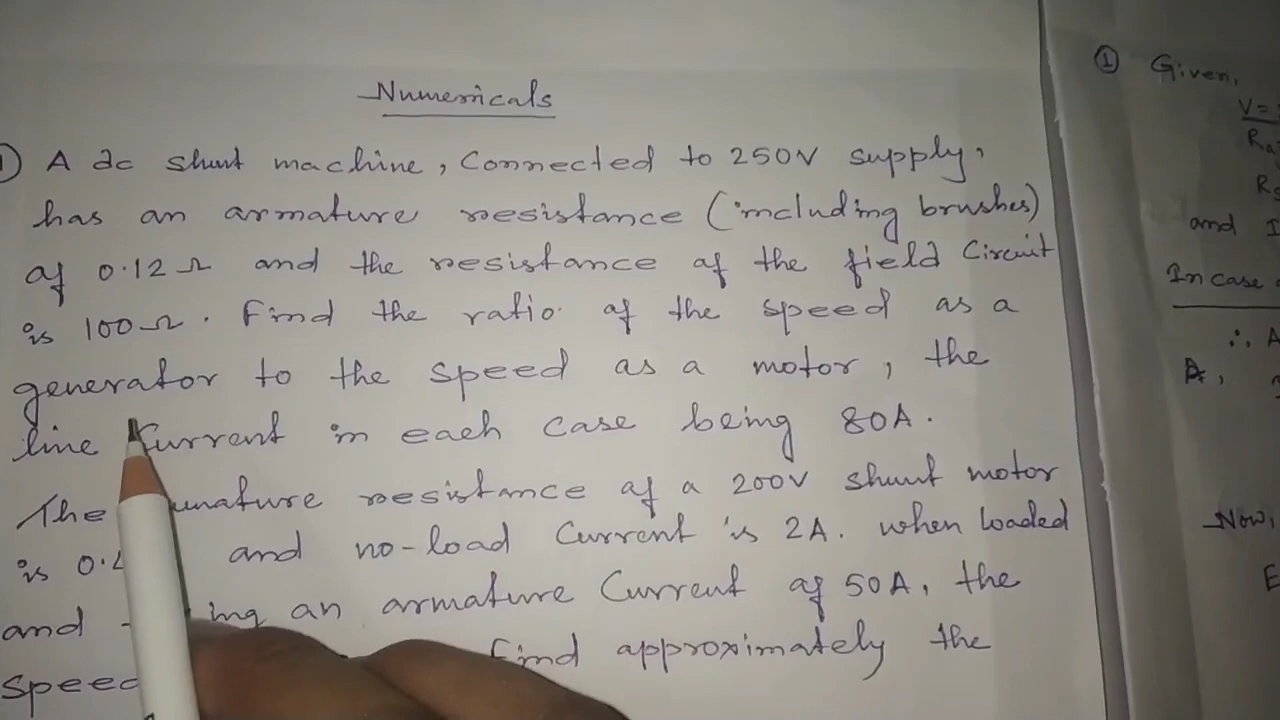 Numericals
1) A dc shunt machine, Connected to 250V supply,
has an armature resistance (including brushes)
of 0.12Ω and the resistance of the field Circuit
is 100Ω. Find the ratio of the speed as a
generator to the speed as a motor, the
line Current in each case being 80A.
The resistance of a 200V shunt motor
is and no-load Current is 2A. when loaded
and an armature Current of 50A, the
speed Find approximately the
① Given,
V=
Ra
R
and I
In case
∴ A
A,
Now,
E